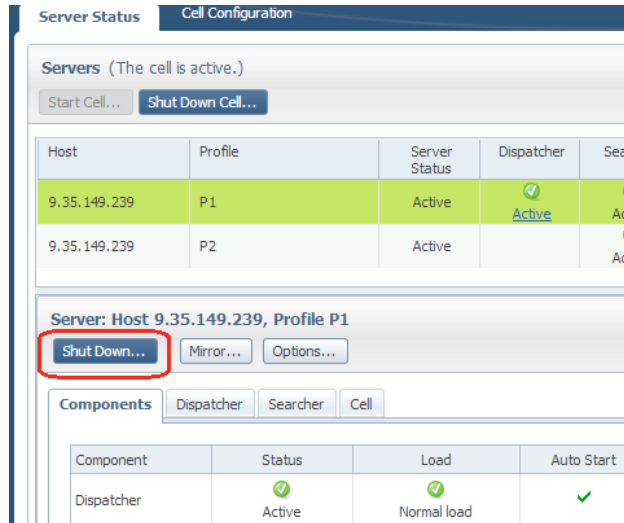 Server Status Cell Configuration
Servers (The cell is active.)
Start Cell... Shut Down Cell...
Host Profile Server Status Dispatcher
9.35.149.239 P1 Active Active
9.35.149.239 P2 Active
Server: Host 9.35.149.239, Profile P1
Shut Down... Mirror... Options...
Components Dispatcher Searcher Cell
Component Status Load Auto Start
Dispatcher Active Normal load